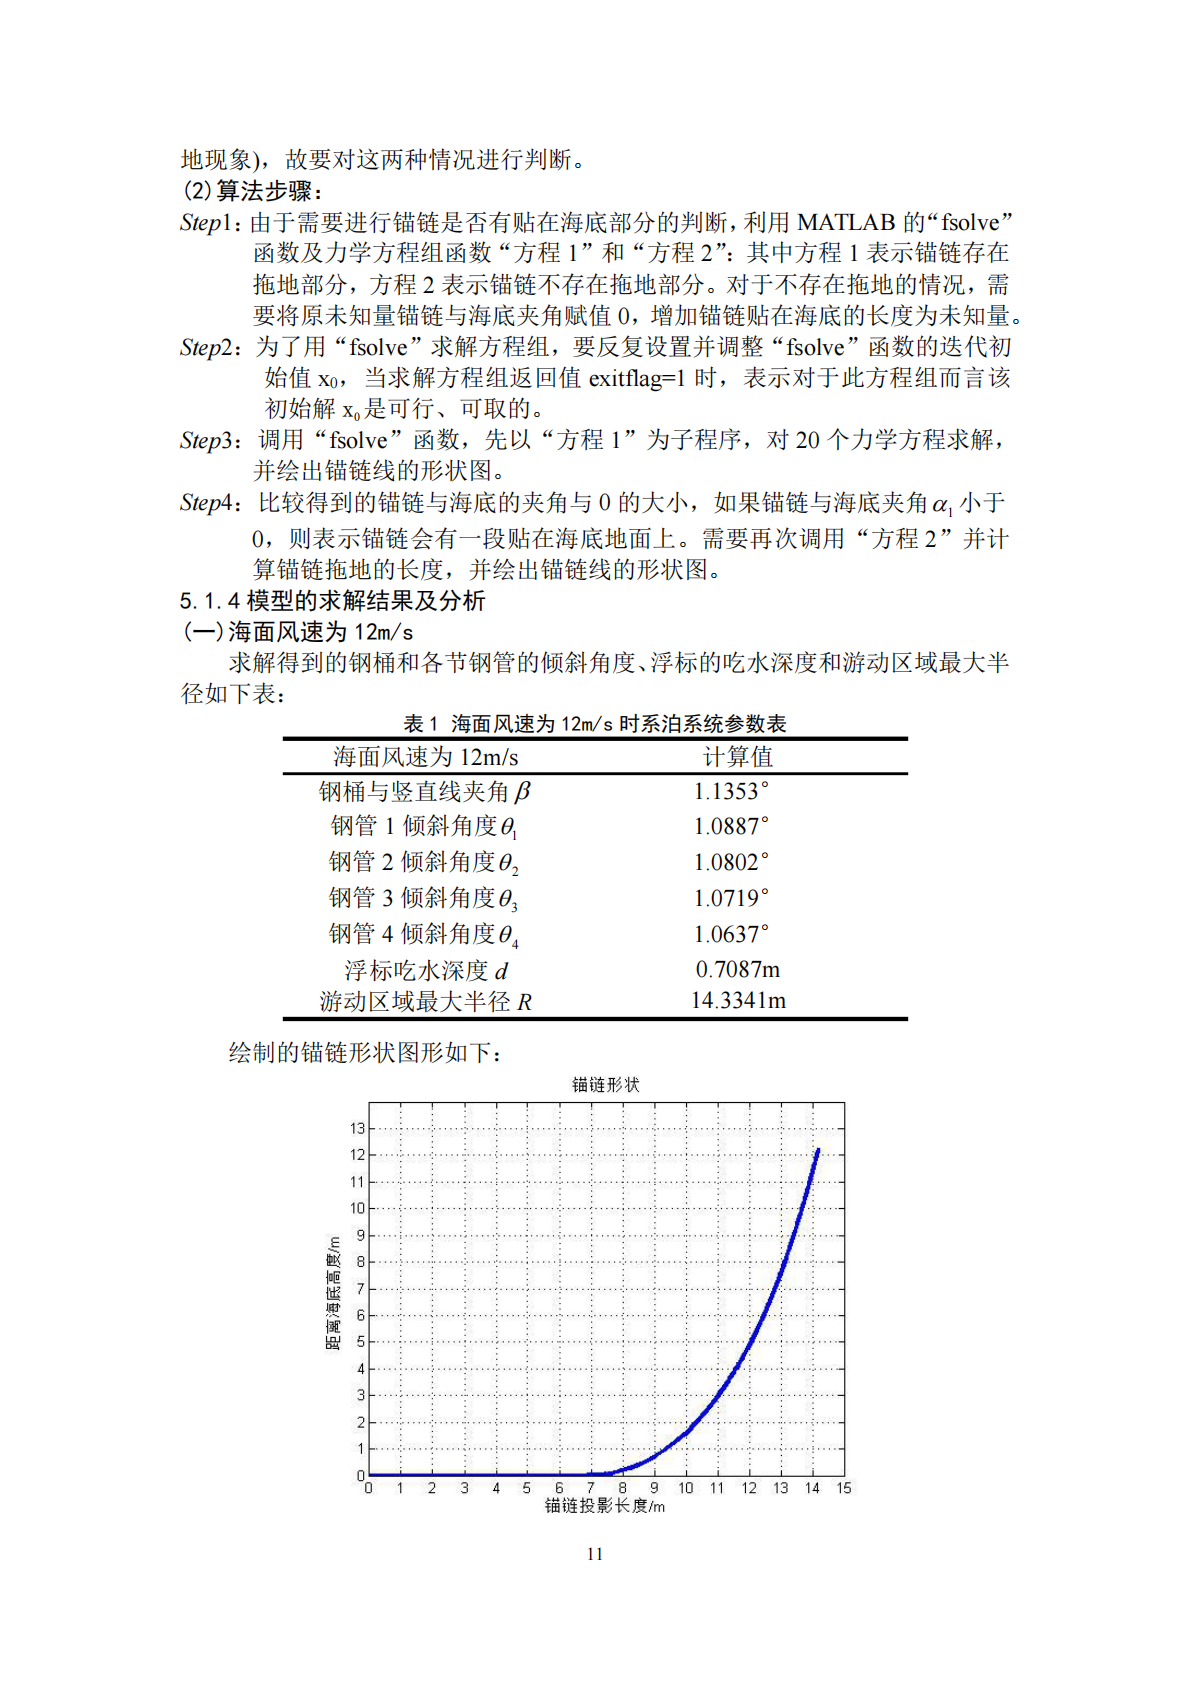 地现象)，故要对这两种情况进行判断。
(2)算法步骤：
Step1：由于需要进行锚链是否有贴在海底部分的判断，利用 MATLAB 的“fsolve”
函数及力学方程组函数“方程 1”和“方程 2”：其中方程 1 表示锚链存在
拖地部分，方程 2 表示锚链不存在拖地部分。对于不存在拖地的情况，需
要将原未知量锚链与海底夹角赋值 0，增加锚链贴在海底的长度为未知量。
Step2：为了用“fsolve”求解方程组，要反复设置并调整“fsolve”函数的迭代初
始值 x₀，当求解方程组返回值 exitflag=1 时，表示对于此方程组而言该
初始解 x₀ 是可行、可取的。
Step3：调用“fsolve”函数，先以“方程 1”为子程序，对 20 个力学方程求解，
并绘出锚链线的形状图。
Step4：比较得到的锚链与海底的夹角与 0 的大小，如果锚链与海底夹角 α₁ 小于
0，则表示锚链会有一段贴在海底地面上。需要再次调用“方程 2”并计
算锚链拖地的长度，并绘出锚链线的形状图。
5.1.4 模型的求解结果及分析
(一)海面风速为 12m/s
求解得到的钢桶和各节钢管的倾斜角度、浮标的吃水深度和游动区域最大半
径如下表：
表 1 海面风速为 12m/s 时系泊系统参数表
海面风速为 12m/s 计算值
钢桶与竖直线夹角 β 1.1353°
钢管 1 倾斜角度 θ₁ 1.0887°
钢管 2 倾斜角度 θ₂ 1.0802°
钢管 3 倾斜角度 θ₃ 1.0719°
钢管 4 倾斜角度 θ₄ 1.0637°
浮标吃水深度 d 0.7087m
游动区域最大半径 R 14.3341m
绘制的锚链形状图形如下：
锚链形状
13
12
11
10
9
8
7
6
5
4
3
2
1
0
距离海底高度/m
0 1 2 3 4 5 6 7 8 9 10 11 12 13 14 15
锚链投影长度/m
11